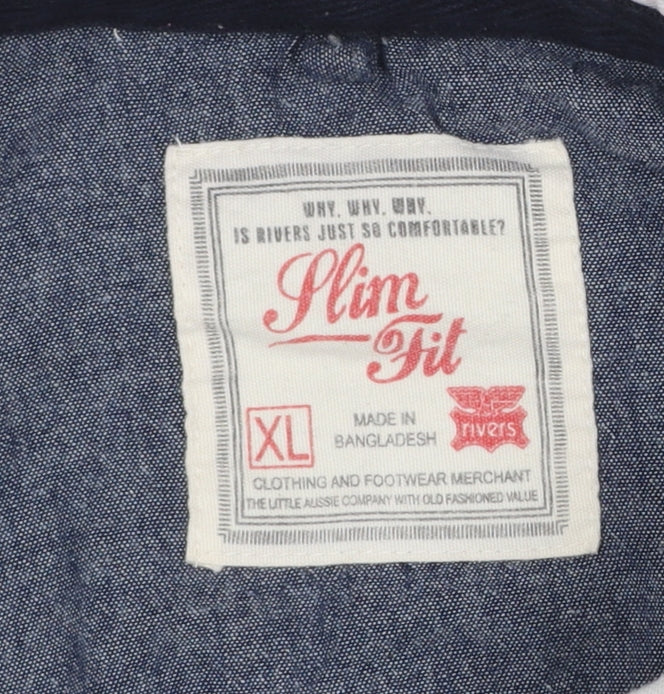 WHY. WHY. WHY.
IS RIVERS JUST SO COMFORTABLE?
Slim
Fit
XL
MADE IN
BANGLADESH
rivers
CLOTHING AND FOOTWEAR MERCHANT
THE LITTLE AUSSIE COMPANY WITH OLD FASHIONED VALUE